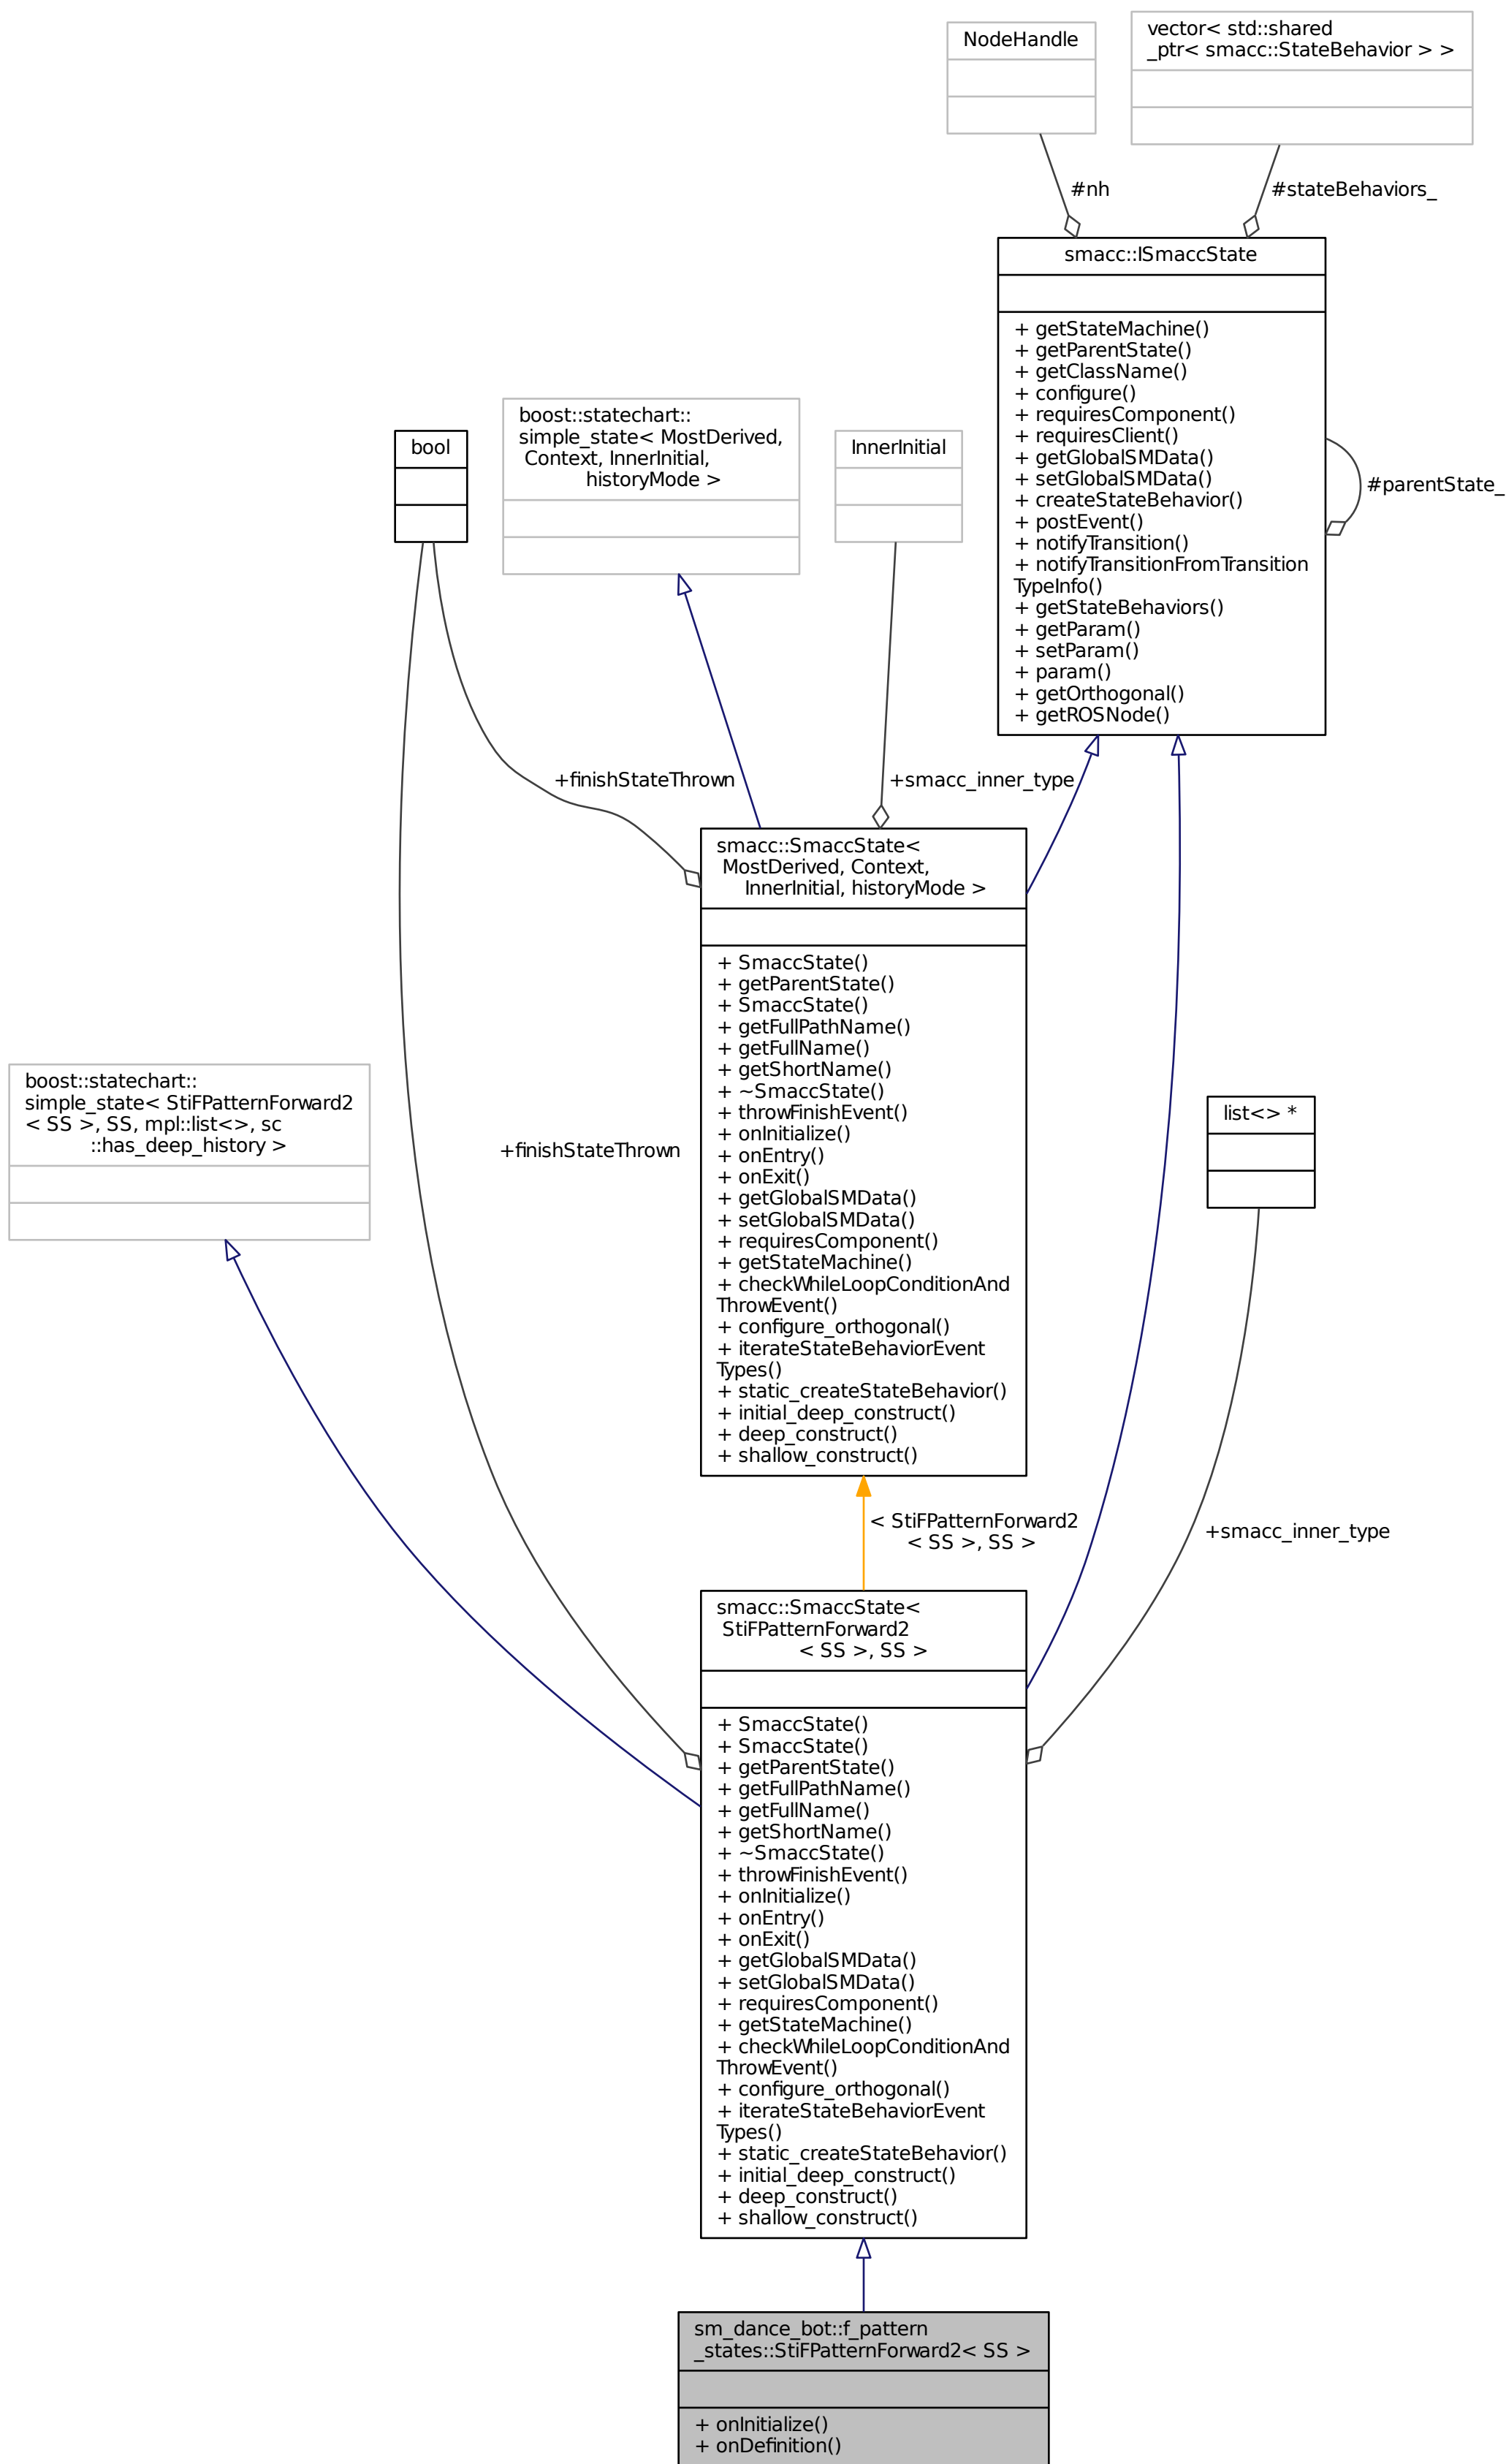 NodeHandle
vector< std::shared
_ptr< smacc::StateBehavior > >
#nh
#stateBehaviors_
smacc::ISmaccState
+ getStateMachine()
+ getParentState()
+ getClassName()
+ configure()
+ requiresComponent()
+ requiresClient()
+ getGlobalSMData()
+ setGlobalSMData()
+ createStateBehavior()
+ postEvent()
+ notifyTransition()
+ notifyTransitionFromTransition
TypeInfo()
+ getStateBehaviors()
+ getParam()
+ setParam()
+ param()
+ getOrthogonal()
+ getROSNode()
#parentState_
bool
boost::statechart::
simple_state< MostDerived,
Context, InnerInitial,
historyMode >
InnerInitial
+finishStateThrown
+smacc_inner_type
smacc::SmaccState<
MostDerived, Context,
InnerInitial, historyMode >
+ SmaccState()
+ getParentState()
+ SmaccState()
+ getFullPathName()
+ getFullName()
+ getShortName()
+ ~SmaccState()
+ throwFinishEvent()
+ onInitialize()
+ onEntry()
+ onExit()
+ getGlobalSMData()
+ setGlobalSMData()
+ requiresComponent()
+ getStateMachine()
+ checkWhileLoopConditionAnd
ThrowEvent()
+ configure_orthogonal()
+ iterateStateBehaviorEvent
Types()
+ static_createStateBehavior()
+ initial_deep_construct()
+ deep_construct()
+ shallow_construct()
boost::statechart::
simple_state< StiFPatternForward2
< SS >, SS, mpl::list<>, sc
::has_deep_history >
+finishStateThrown
list<> *
< StiFPatternForward2
< SS >, SS >
+smacc_inner_type
smacc::SmaccState<
StiFPatternForward2
< SS >, SS >
+ SmaccState()
+ SmaccState()
+ getParentState()
+ getFullPathName()
+ getFullName()
+ getShortName()
+ ~SmaccState()
+ throwFinishEvent()
+ onInitialize()
+ onEntry()
+ onExit()
+ getGlobalSMData()
+ setGlobalSMData()
+ requiresComponent()
+ getStateMachine()
+ checkWhileLoopConditionAnd
ThrowEvent()
+ configure_orthogonal()
+ iterateStateBehaviorEvent
Types()
+ static_createStateBehavior()
+ initial_deep_construct()
+ deep_construct()
+ shallow_construct()
sm_dance_bot::f_pattern
_states::StiFPatternForward2< SS >
+ onInitialize()
+ onDefinition()